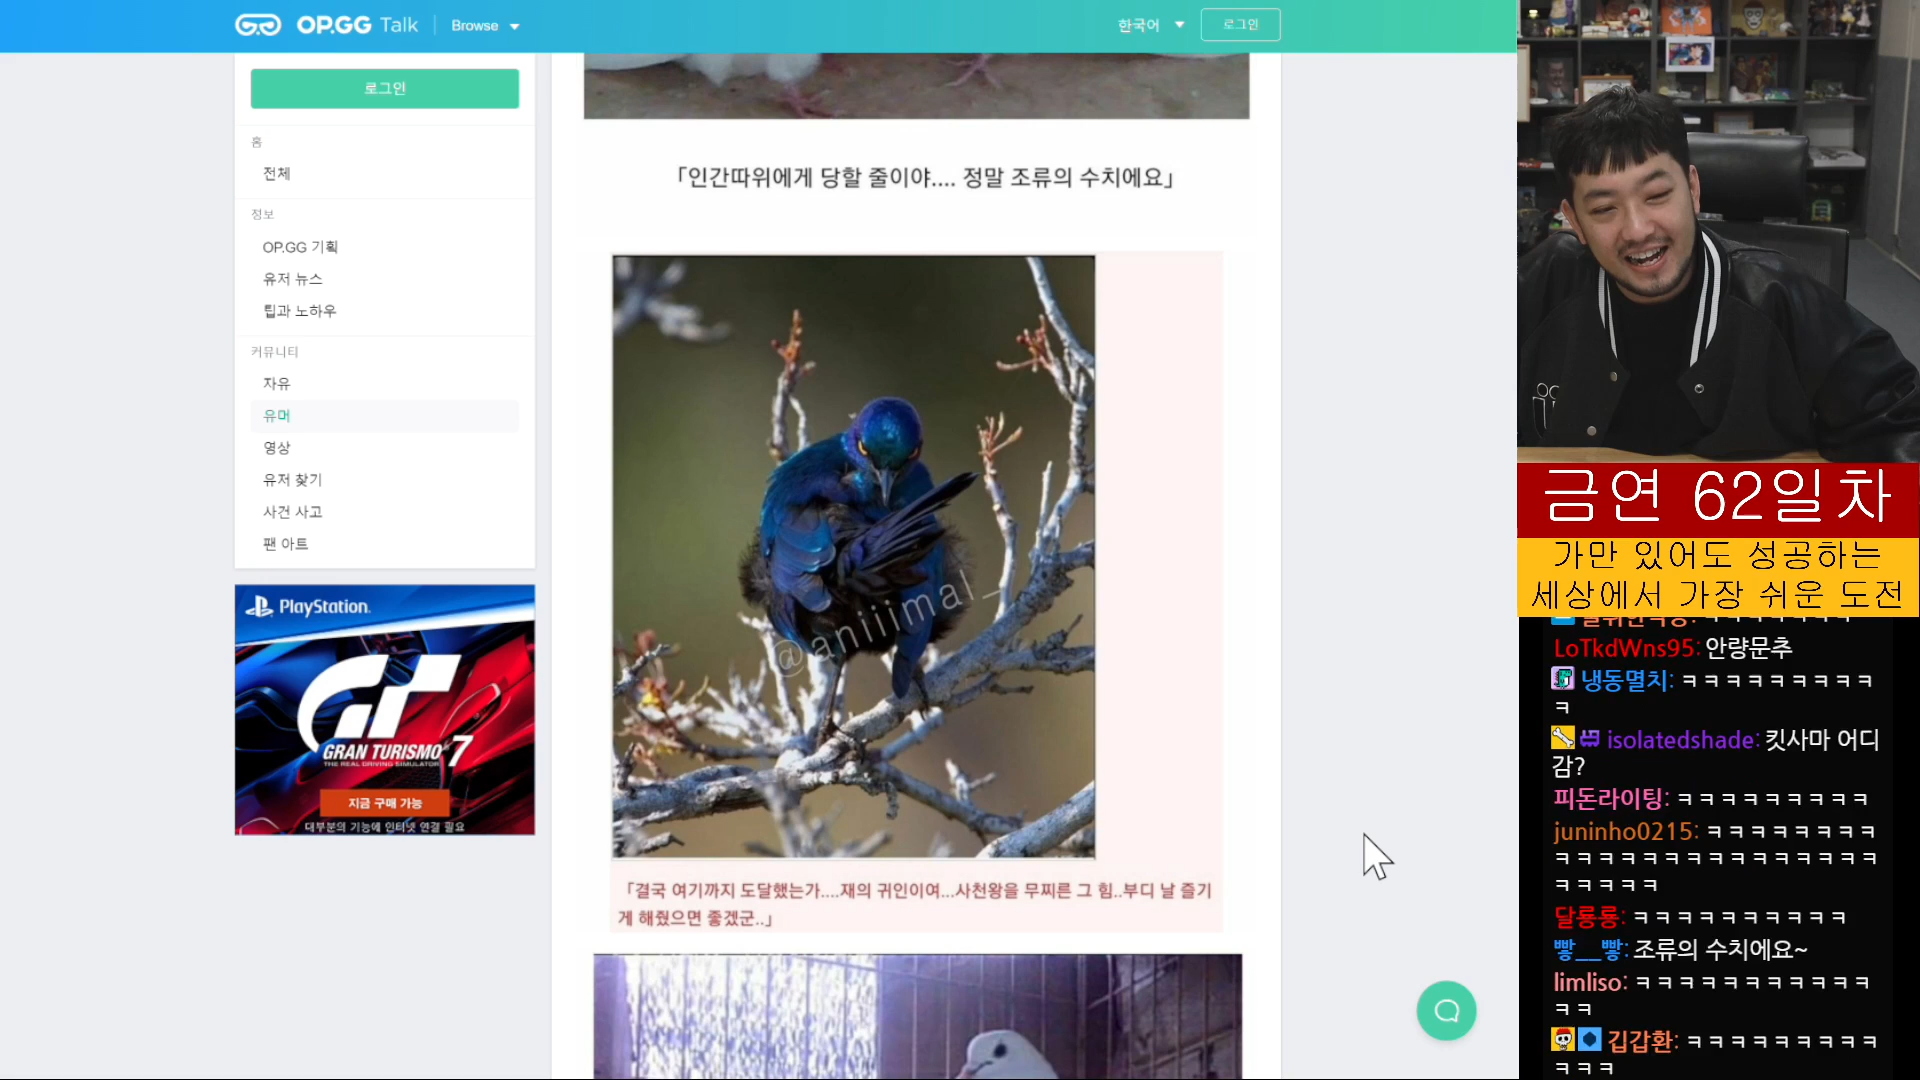 OP.GG Talk
Browse
한국어
로그인
로그인
홈
전체
정보
OP.GG 기획
유저 뉴스
팁과 노하우
커뮤니티
자유
유머
영상
유저 찾기
사건 사고
팬 아트
PlayStation.
GT
GRAN TURISMO 7
THE REAL DRIVING SIMULATOR
지금 구매 가능
대부분의 기능에 인터넷 연결 필요
「인간따위에게 당할 줄이야.... 정말 조류의 수치에요」
@aniiimal_
「결국 여기까지 도달했는가....재의 귀인이여...사천왕을 무찌른 그 힘..부디 날 즐기
게 해줬으면 좋겠군..」
금연 62일차
가만 있어도 성공하는
세상에서 가장 쉬운 도전
LoTkdWns95: 안량문추
냉동멸치: ㅋㅋㅋㅋㅋㅋㅋㅋㅋ
ㅋ
isolatedshade: 킷사마 어디
감?
피돈라이팅: ㅋㅋㅋㅋㅋㅋㅋㅋㅋ
juninho0215: ㅋㅋㅋㅋㅋㅋㅋㅋ
ㅋㅋㅋㅋㅋㅋㅋㅋㅋㅋㅋㅋㅋㅋㅋ
ㅋㅋㅋㅋㅋ
달룡룡: ㅋㅋㅋㅋㅋㅋㅋㅋㅋㅋ
빻__빻: 조류의 수치에요~
limliso: ㅋㅋㅋㅋㅋㅋㅋㅋㅋㅋㅋ
ㅋㅋ
김갑환: ㅋㅋㅋㅋㅋㅋㅋㅋㅋ
ㅋㅋㅋ